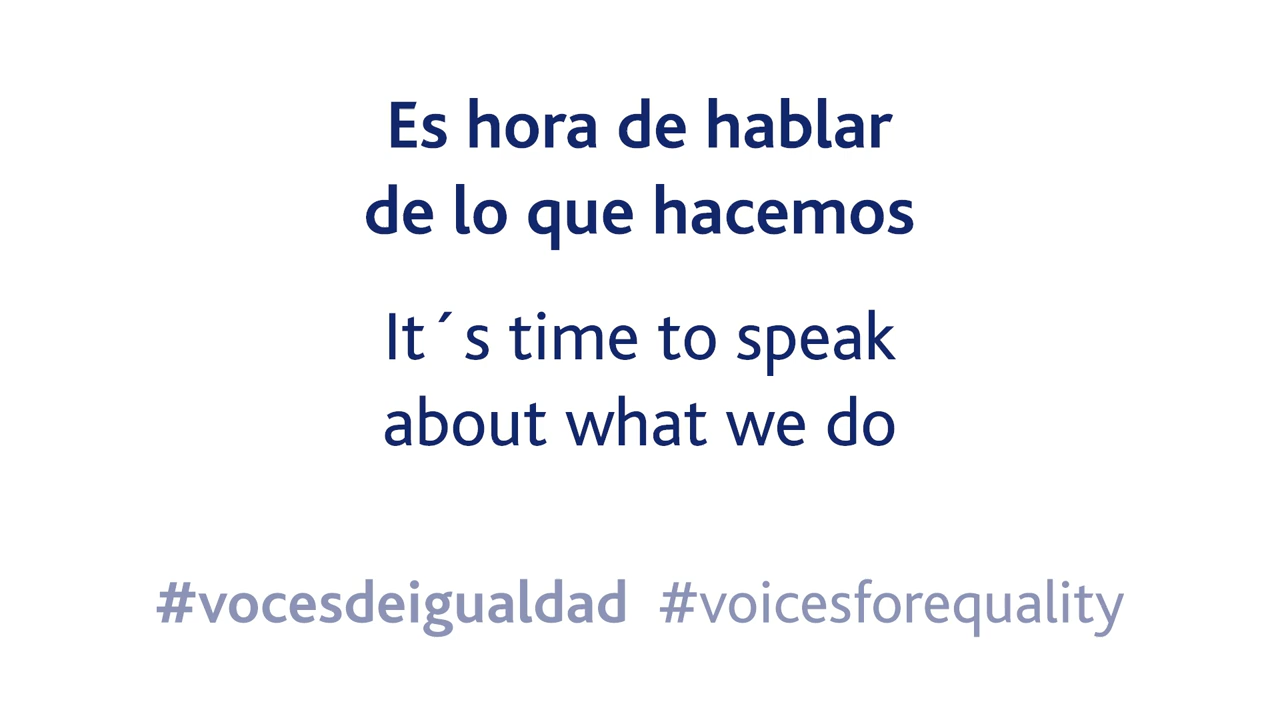 Es hora de hablar
de lo que hacemos
It´s time to speak
about what we do
#vocesdeigualdad #voicesforequality